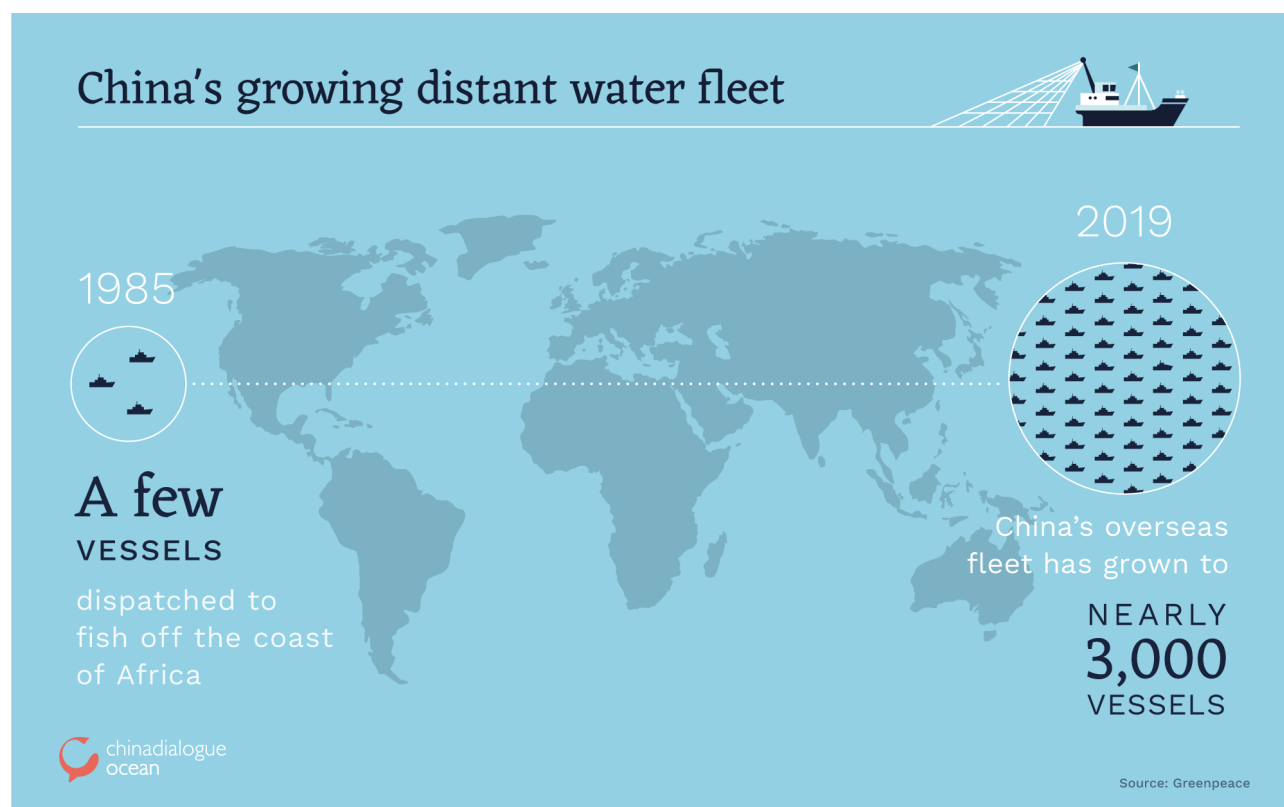 China's growing distant water fleet
1985
A few
VESSELS
dispatched to
fish off the coast
of Africa
2019
China's overseas
fleet has grown to
NEARLY
3,000
VESSELS
chinadialogue
ocean
Source: Greenpeace